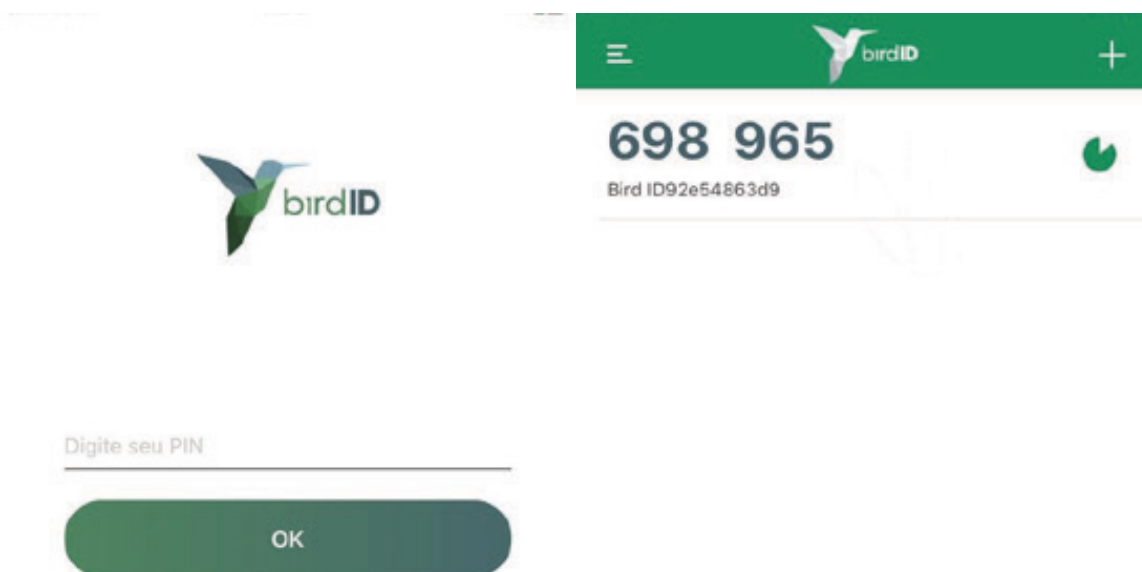 birdID
Digite seu PIN
OK
birdID
698 965
Bird ID92e54863d9